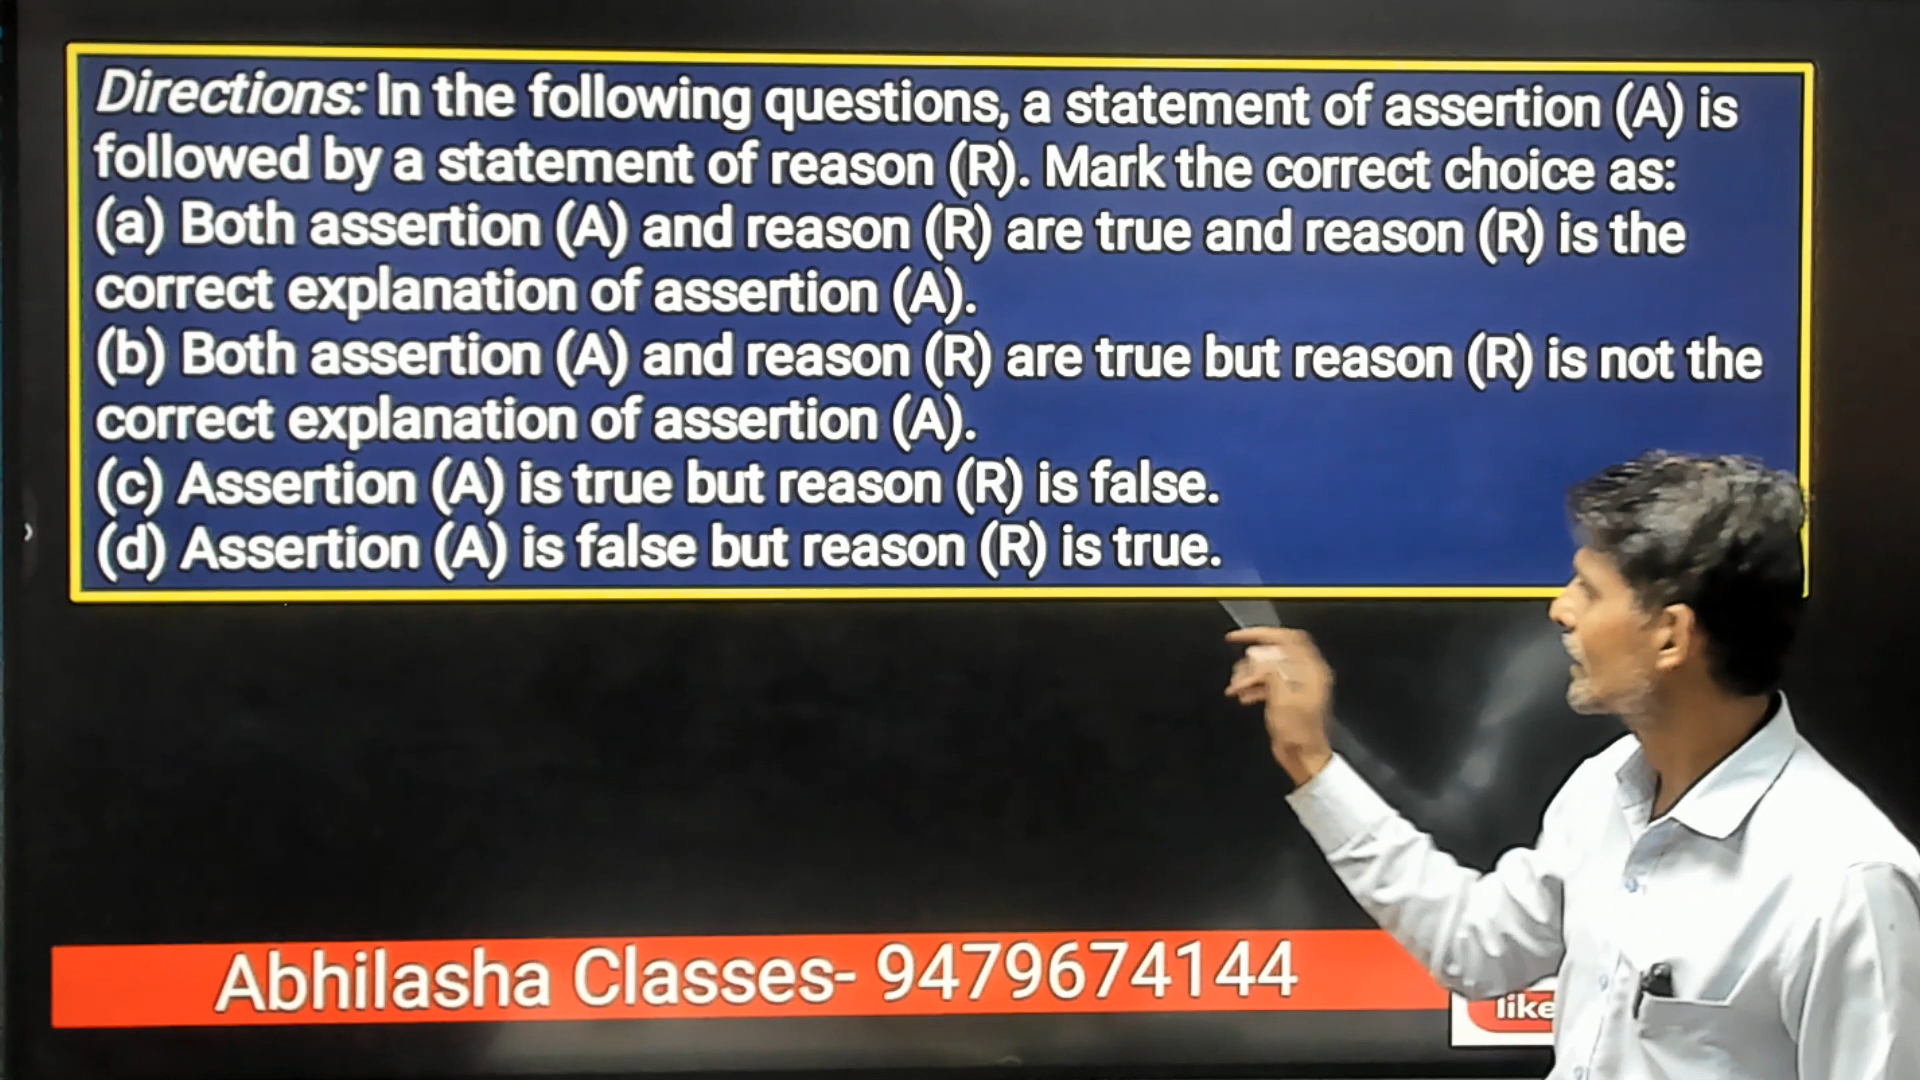 Directions: In the following questions, a statement of assertion (A) is
followed by a statement of reason (R). Mark the correct choice as:
(a) Both assertion (A) and reason (R) are true and reason (R) is the
correct explanation of assertion (A).
(b) Both assertion (A) and reason (R) are true but reason (R) is not the
correct explanation of assertion (A).
(c) Assertion (A) is true but reason (R) is false.
(d) Assertion (A) is false but reason (R) is true.
Abhilasha Classes- 9479674144
like